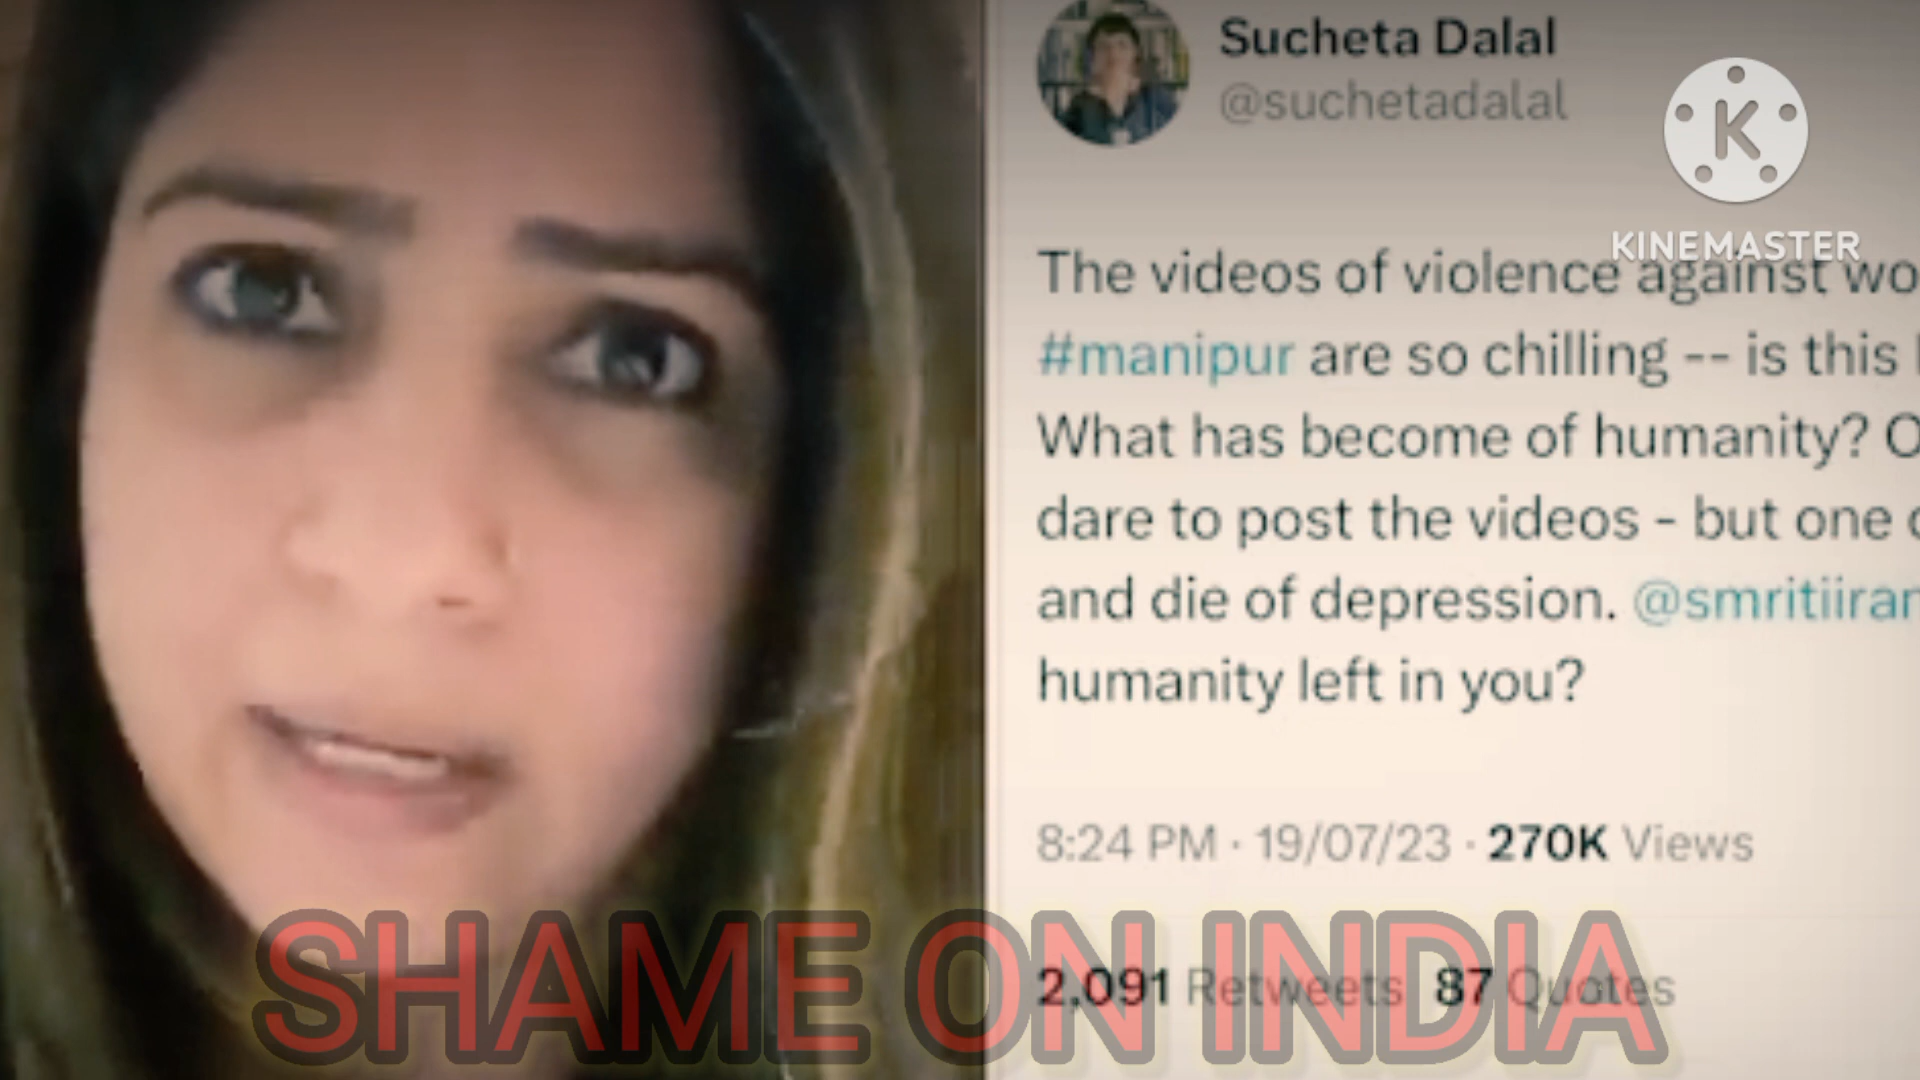 Sucheta Dalal
@suchetadalal
K
KINEMASTER
The videos of violence against wo
#manipur are so chilling -- is this
What has become of humanity? O
dare to post the videos - but one
and die of depression. @smritiiran
humanity left in you?
8:24 PM · 19/07/23 · 270K Views
2,091 Retweets 87 Quotes
SHAME ON INDIA